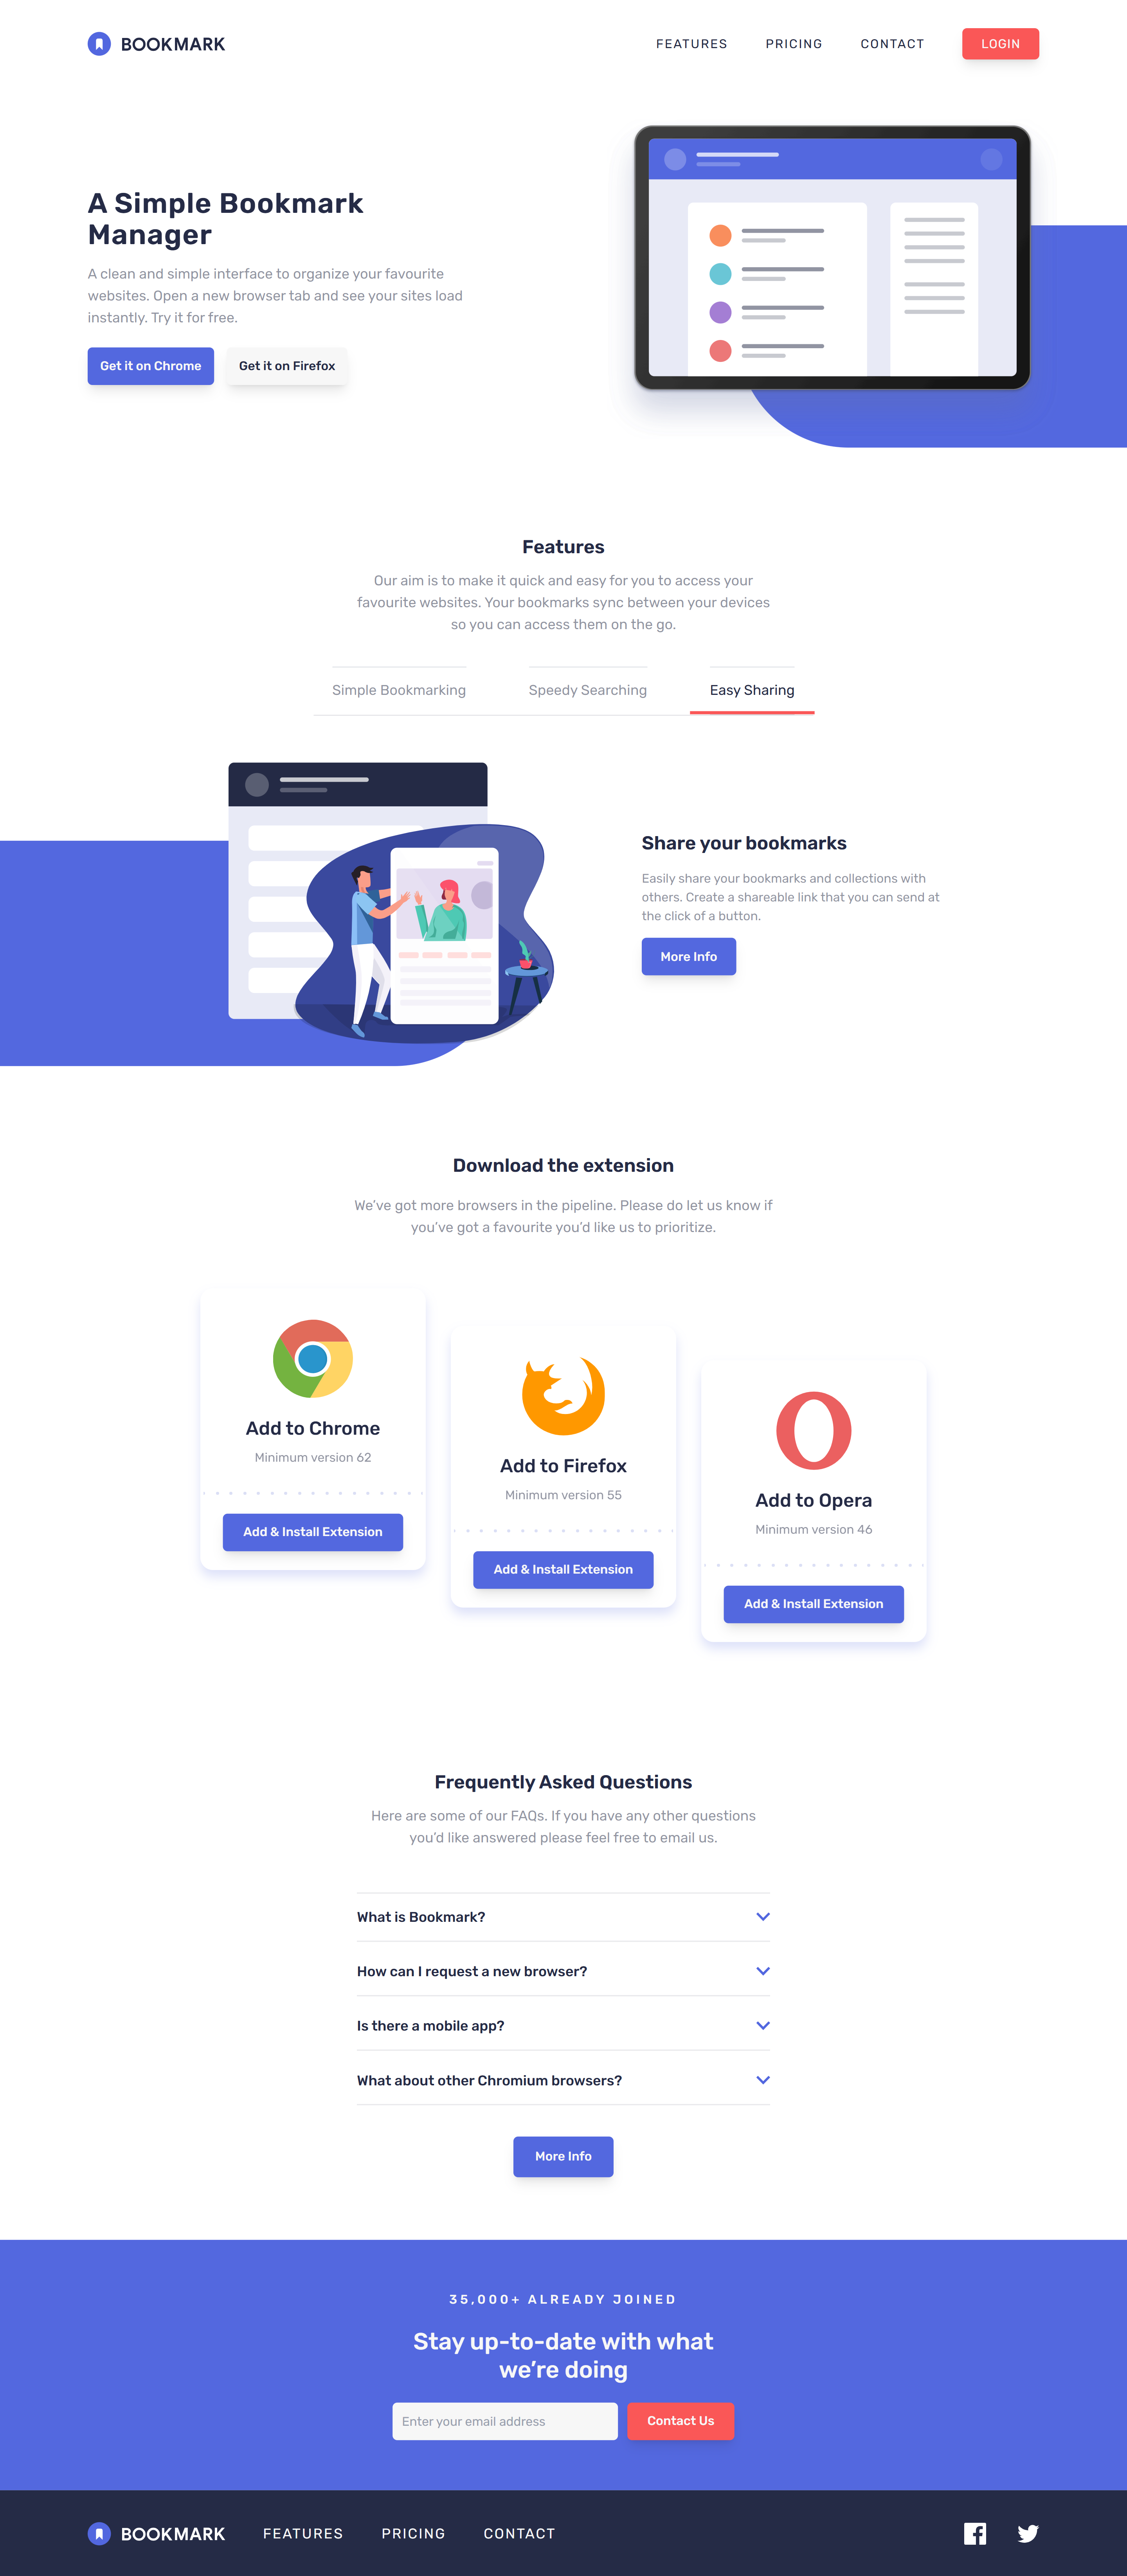 BOOKMARK
FEATURES
PRICING
CONTACT
LOGIN
A Simple Bookmark
Manager
A clean and simple interface to organize your favourite
websites. Open a new browser tab and see your sites load
instantly. Try it for free.
Get it on Chrome
Get it on Firefox
Features
Our aim is to make it quick and easy for you to access your
favourite websites. Your bookmarks sync between your devices
so you can access them on the go.
Simple Bookmarking
Speedy Searching
Easy Sharing
Share your bookmarks
Easily share your bookmarks and collections with
others. Create a shareable link that you can send at
the click of a button.
More Info
Download the extension
We’ve got more browsers in the pipeline. Please do let us know if
you’ve got a favourite you’d like us to prioritize.
Add to Chrome
Minimum version 62
Add & Install Extension
Add to Firefox
Minimum version 55
Add & Install Extension
Add to Opera
Minimum version 46
Add & Install Extension
Frequently Asked Questions
Here are some of our FAQs. If you have any other questions
you’d like answered please feel free to email us.
What is Bookmark?
How can I request a new browser?
Is there a mobile app?
What about other Chromium browsers?
More Info
35,000+ ALREADY JOINED
Stay up-to-date with what
we’re doing
Enter your email address
Contact Us
BOOKMARK
FEATURES
PRICING
CONTACT